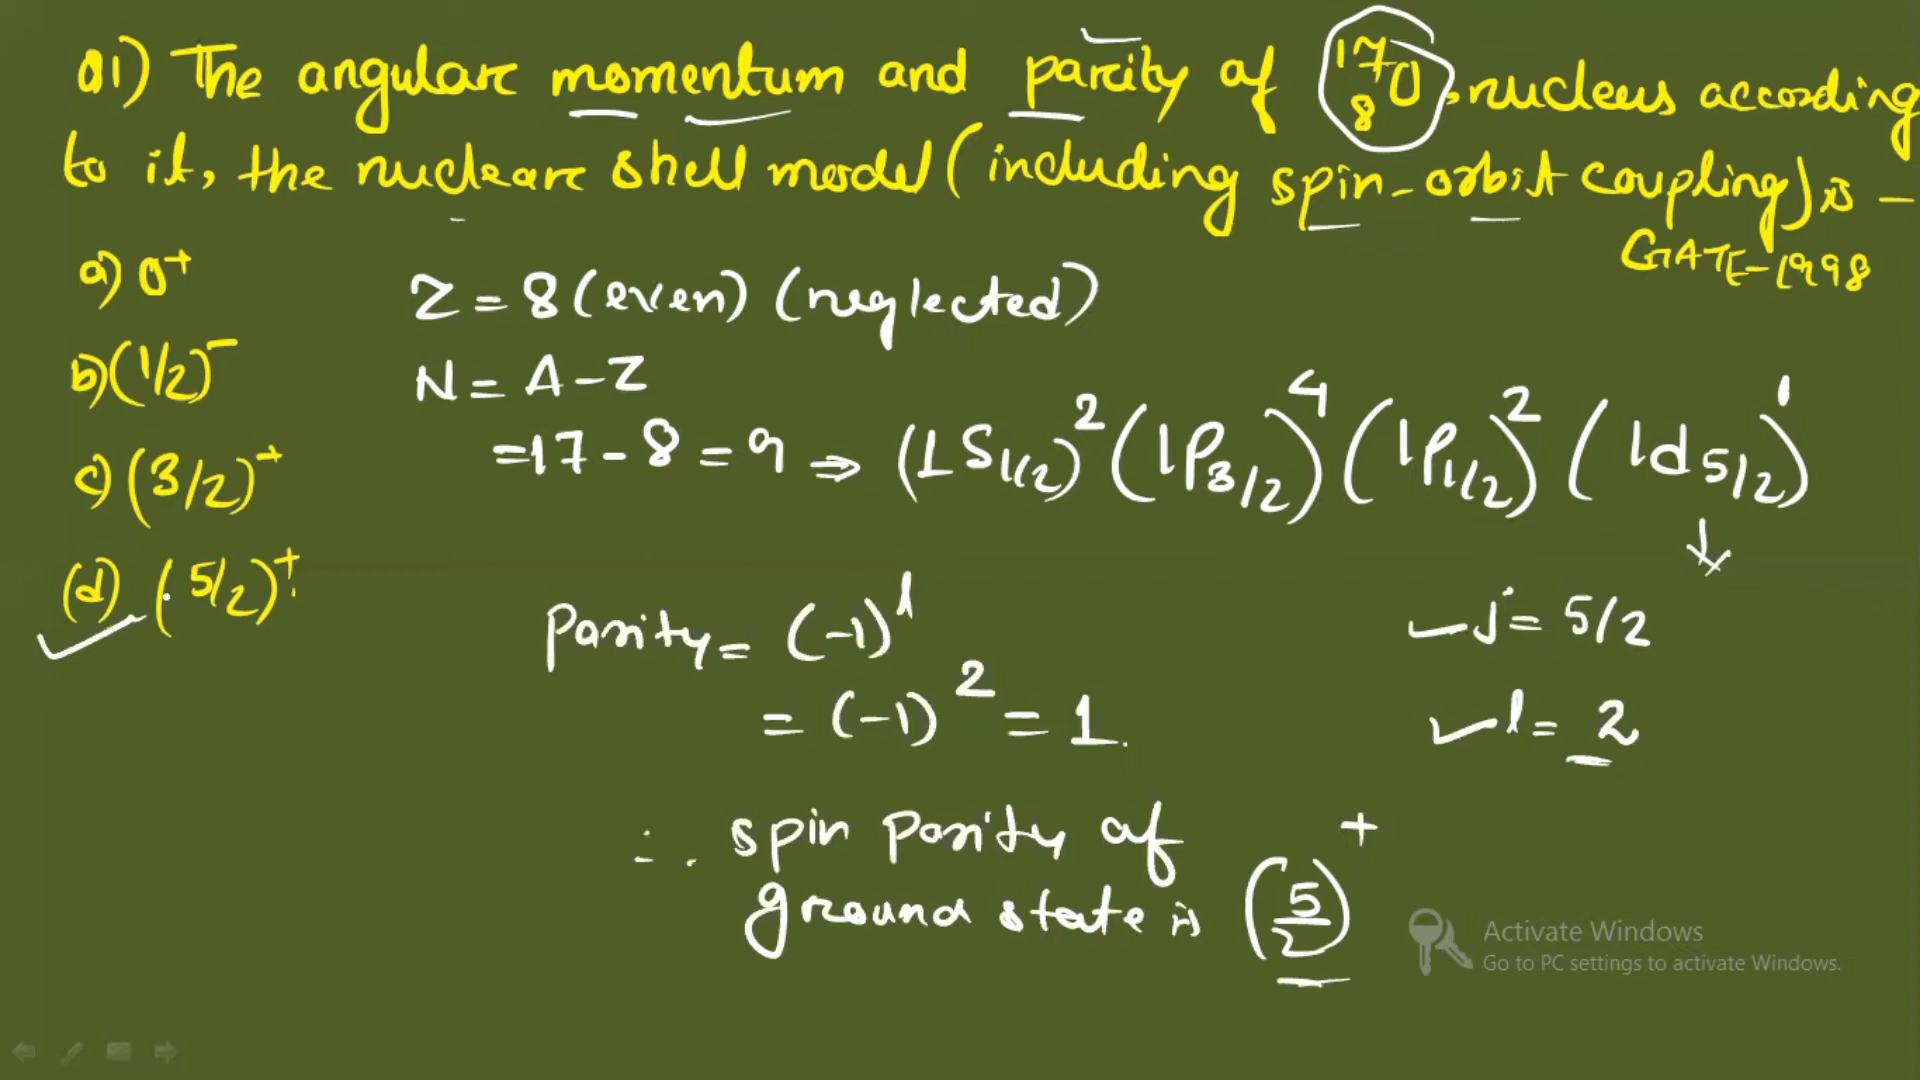 Q1) The angular momentum and parity of ¹⁷₈O, nucleus according
to it, the nuclear shell model (including spin-orbit coupling) is —
GATE-1998
a) 0⁺
b) (1/2)⁻
c) (3/2)⁺
(d) (5/2)⁺
Z = 8 (even) (neglected)
N = A - Z
= 17 - 8 = 9 ⇒ (1S1/2)² (1P3/2)⁴ (1P1/2)² (1d5/2)¹
↓
Parity = (-1)^l
= (-1)² = 1.
j = 5/2
l = 2
∴ spin parity of
ground state is (5/2)⁺
Activate Windows
Go to PC settings to activate Windows.